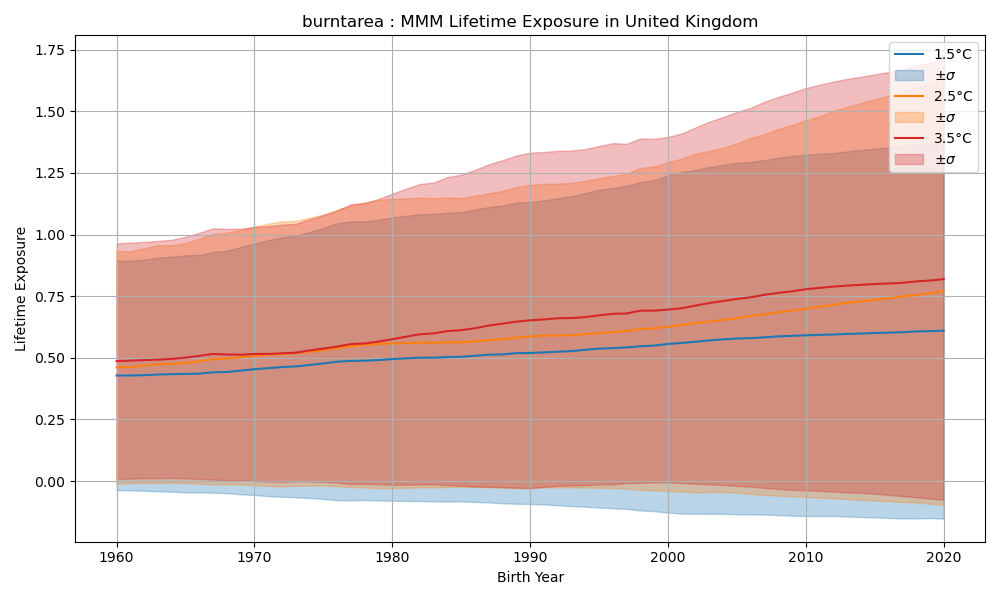 burntarea : MMM Lifetime Exposure in United Kingdom
1.75
1.50
1.25
1.00
0.75
0.50
0.25
0.00
Lifetime Exposure
1.5°C
±σ
2.5°C
±σ
3.5°C
±σ
1960 1970 1980 1990 2000 2010 2020
Birth Year